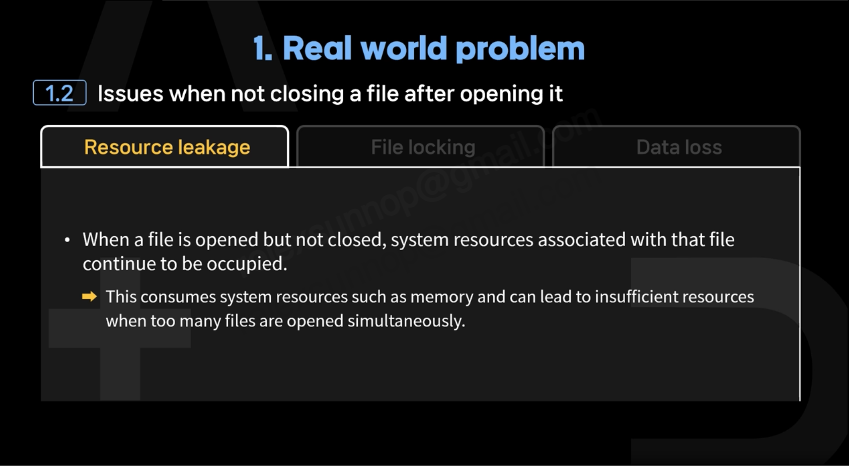 1. Real world problem
1.2 Issues when not closing a file after opening it
Resource leakage File locking Data loss
• When a file is opened but not closed, system resources associated with that file
continue to be occupied.
➡ This consumes system resources such as memory and can lead to insufficient resources
when too many files are opened simultaneously.